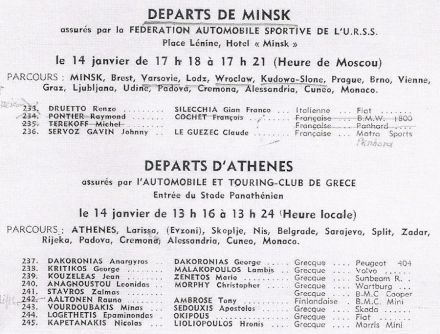 DEPARTS DE MINSK
assurés par la FEDERATION AUTOMOBILE SPORTIVE DE L'U.R.S.S.
Place Lénine, Hotel « Minsk »
le 14 janvier de 17 h 18 à 17 h 21 (Heure de Moscou)
PARCOURS : MINSK, Brest, Varsovie, Lodz, Wroclaw, Kudowa-Slone, Prague, Brno, Vienne,
Graz, Ljubljana, Udine, Padova, Cremona, Alessandria, Cuneo, Monaco.
233. DRUETTO Renzo SILECCHIA Gian Franco Italienne Fiat
234. PONTIER Raymond COCHET François Française B.M.W. 1800
235. TEREKOFF Michel Française Panhard
236. SERVOZ GAVIN Johnny LE GUEZEC Claude Française Matra Sports
DEPARTS D'ATHENES
assurés par l'AUTOMOBILE ET TOURING-CLUB DE GRECE
Entrée du Stade Panathénien
le 14 janvier de 13 h 16 à 13 h 24 (Heure locale)
PARCOURS : ATHENES, Larissa, (Evzoni), Skoplje, Nis, Belgrade, Sarajevo, Split, Zadar,
Rijeka, Padova, Cremona, Alessandria, Cuneo, Monaco.
237. DAKORONIAS Anargyros DAKORONIAS George Grecque Peugeot 404
238. KRITIKOS George MALAKOPOULOS Lambis Grecque Volvo
239. KOUZELEAS Jean ZENETOS Mario Grecque Sunbeam R.
240. ANAGNOUSTOU Leonidas MORPHY Christopher Grecque Wartburg
241. STAVROS Zalmas Grecque B.M.C Cooper
242. AALTONEN Rauno AMBROSE Tony Finlandaise B.M.C. Mini
243. VOURDOUBAKIS Minas SEDOUXIS Apostolos Grecque Skada
244. LOGETHETIS Epaminondas OKIPOUS Grecque Fiat
245. KAPETANAKIS Nicolas LIOLIOPOULOS Hronis Grecque Morris Mini